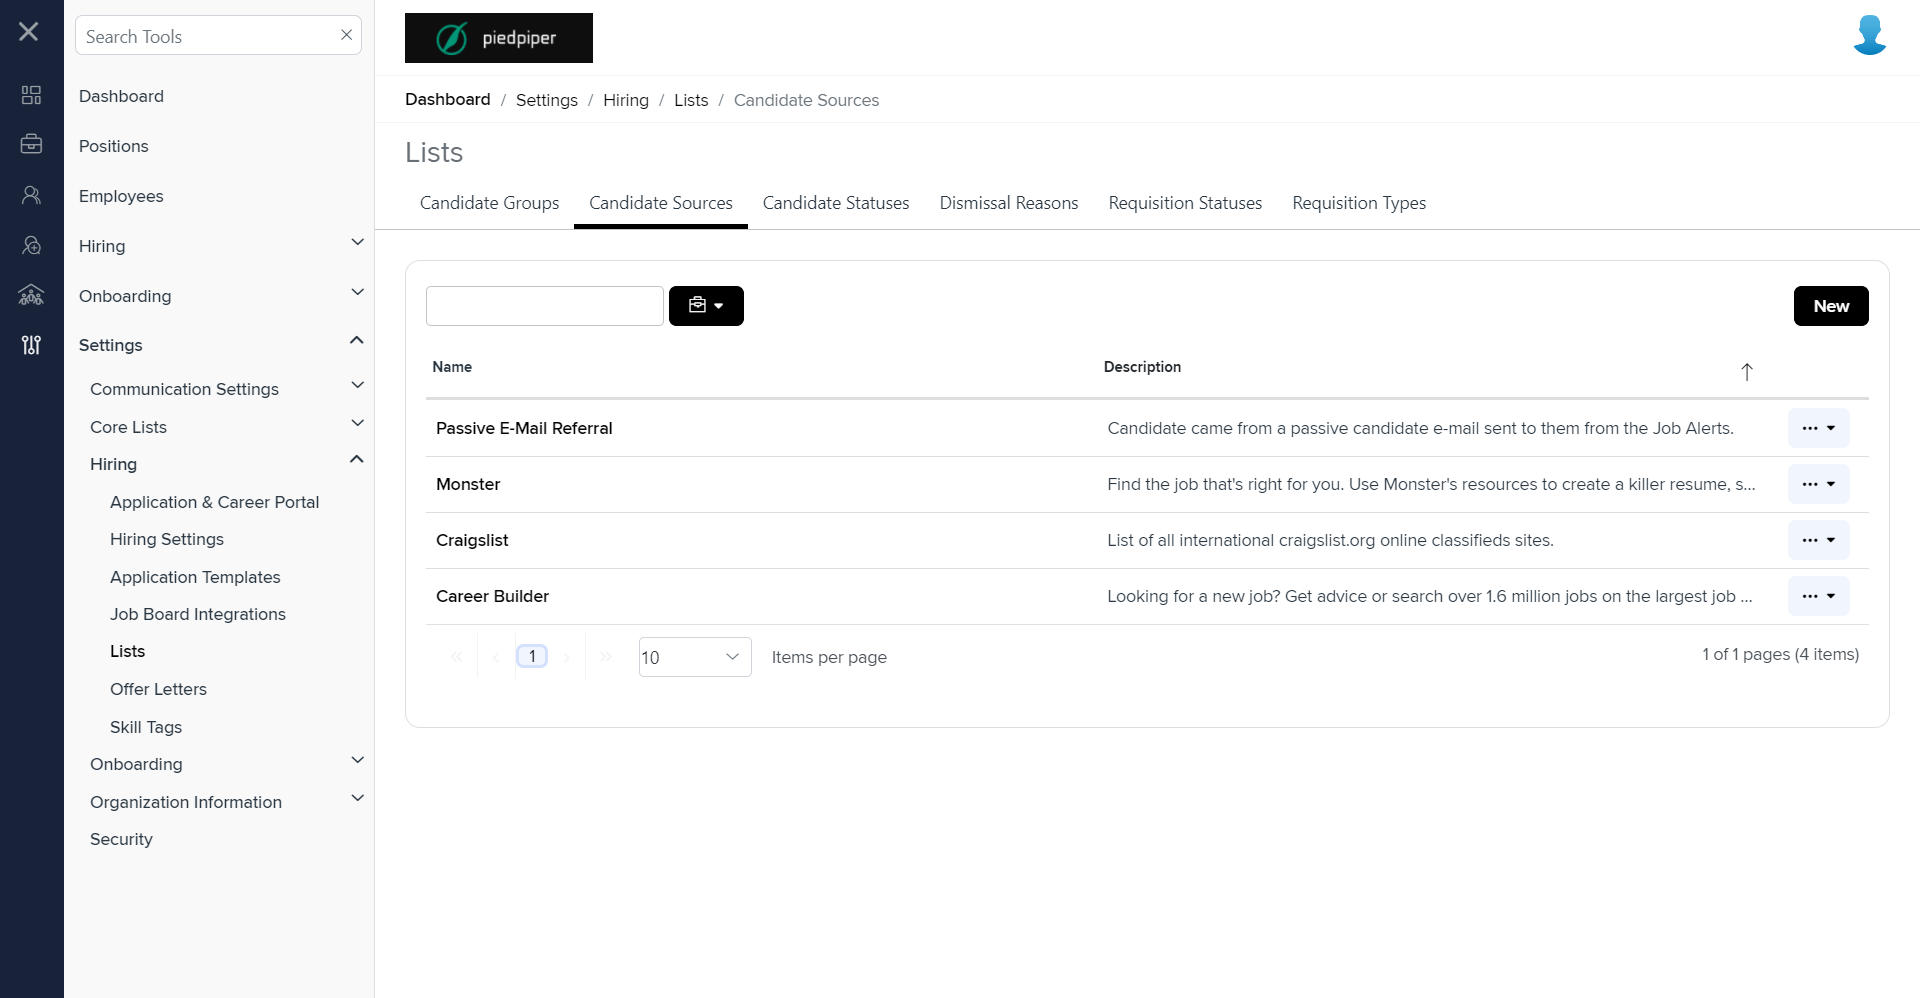 Search Tools
Dashboard
Positions
Employees
Hiring
Onboarding
Settings
Communication Settings
Core Lists
Hiring
Application & Career Portal
Hiring Settings
Application Templates
Job Board Integrations
Lists
Offer Letters
Skill Tags
Onboarding
Organization Information
Security
piedpiper
Dashboard / Settings / Hiring / Lists / Candidate Sources
Lists
Candidate Groups Candidate Sources Candidate Statuses Dismissal Reasons Requisition Statuses Requisition Types
New
Name Description
Passive E-Mail Referral Candidate came from a passive candidate e-mail sent to them from the Job Alerts.
Monster Find the job that's right for you. Use Monster's resources to create a killer resume, s...
Craigslist List of all international craigslist.org online classifieds sites.
Career Builder Looking for a new job? Get advice or search over 1.6 million jobs on the largest job ...
1 10 Items per page 1 of 1 pages (4 items)